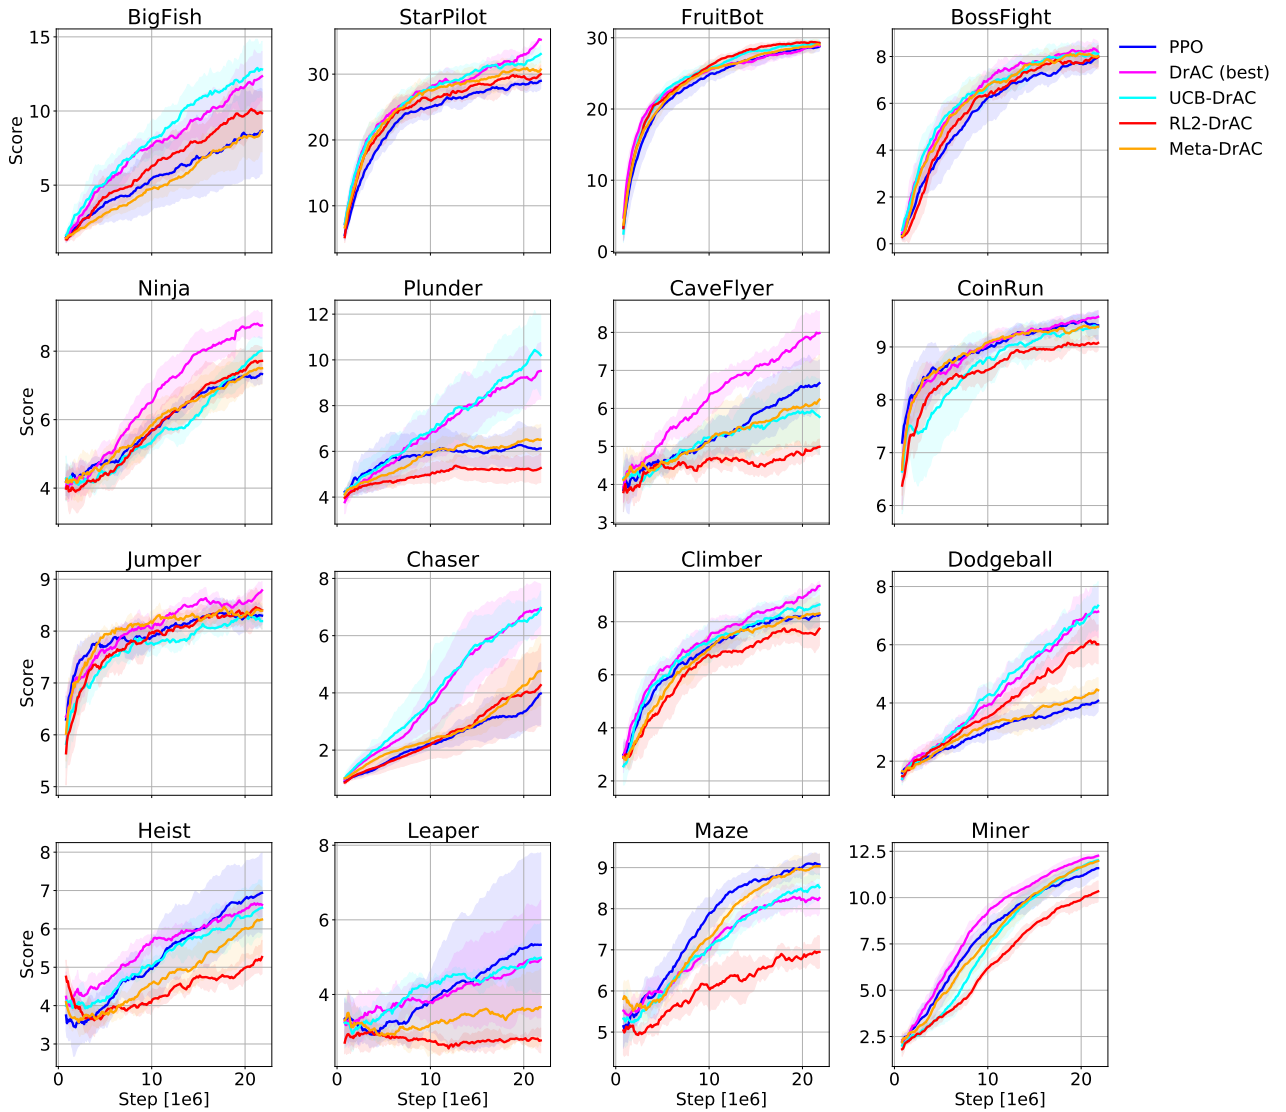 BigFish
StarPilot
FruitBot
BossFight
15
10
5
Score
30
20
10
30
20
10
0
8
6
4
2
0
PPO
DrAC (best)
UCB-DrAC
RL2-DrAC
Meta-DrAC
Ninja
Plunder
CaveFlyer
CoinRun
8
6
4
Score
12
10
8
6
4
8
7
6
5
4
3
9
8
7
6
Jumper
Chaser
Climber
Dodgeball
9
8
7
6
5
Score
8
6
4
2
8
6
4
2
8
6
4
2
Heist
Leaper
Maze
Miner
8
7
6
5
4
3
Score
8
6
4
9
8
7
6
5
12.5
10.0
7.5
5.0
2.5
0 10 20
0 10 20
0 10 20
0 10 20
Step [1e6]
Step [1e6]
Step [1e6]
Step [1e6]